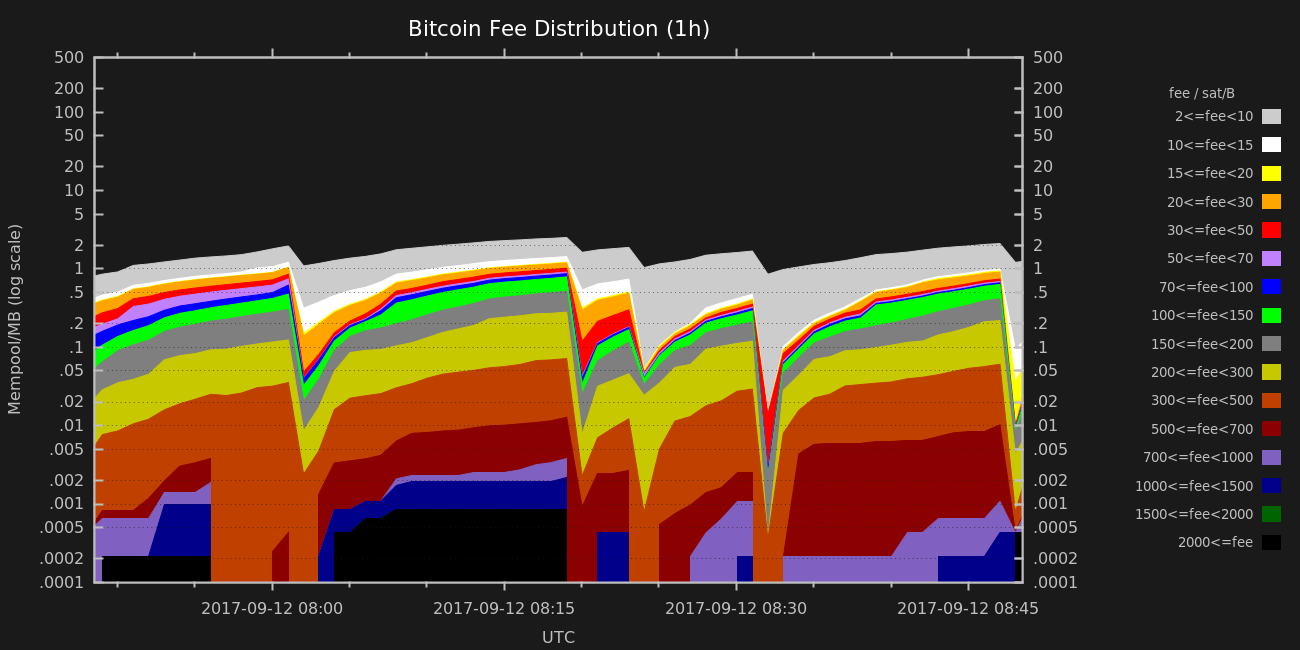 Bitcoin Fee Distribution (1h)
Mempool/MB (log scale)
500
200
100
50
20
10
5
2
1
.5
.2
.1
.05
.02
.01
.005
.002
.001
.0005
.0002
.0001
500
200
100
50
20
10
5
2
1
.5
.2
.1
.05
.02
.01
.005
.002
.001
.0005
.0002
.0001
2017-09-12 08:00
2017-09-12 08:15
2017-09-12 08:30
2017-09-12 08:45
UTC
fee / sat/B
2<=fee<10
10<=fee<15
15<=fee<20
20<=fee<30
30<=fee<50
50<=fee<70
70<=fee<100
100<=fee<150
150<=fee<200
200<=fee<300
300<=fee<500
500<=fee<700
700<=fee<1000
1000<=fee<1500
1500<=fee<2000
2000<=fee